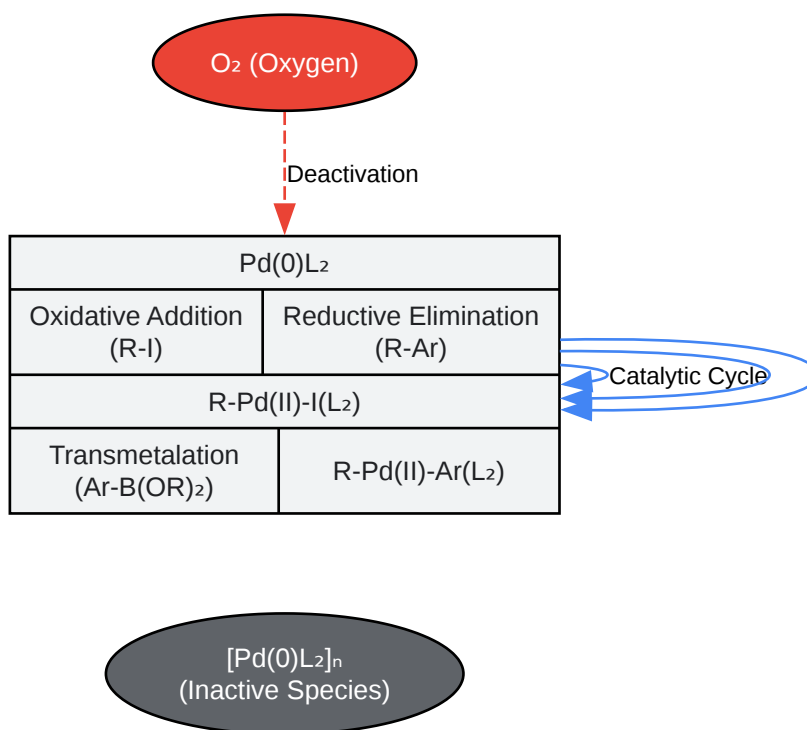 O₂ (Oxygen)
Deactivation
Pd(0)L₂
Oxidative Addition
(R-I)
Reductive Elimination
(R-Ar)
Catalytic Cycle
R-Pd(II)-I(L₂)
Transmetalation
(Ar-B(OR)₂)
R-Pd(II)-Ar(L₂)
[Pd(0)L₂]ₙ
(Inactive Species)